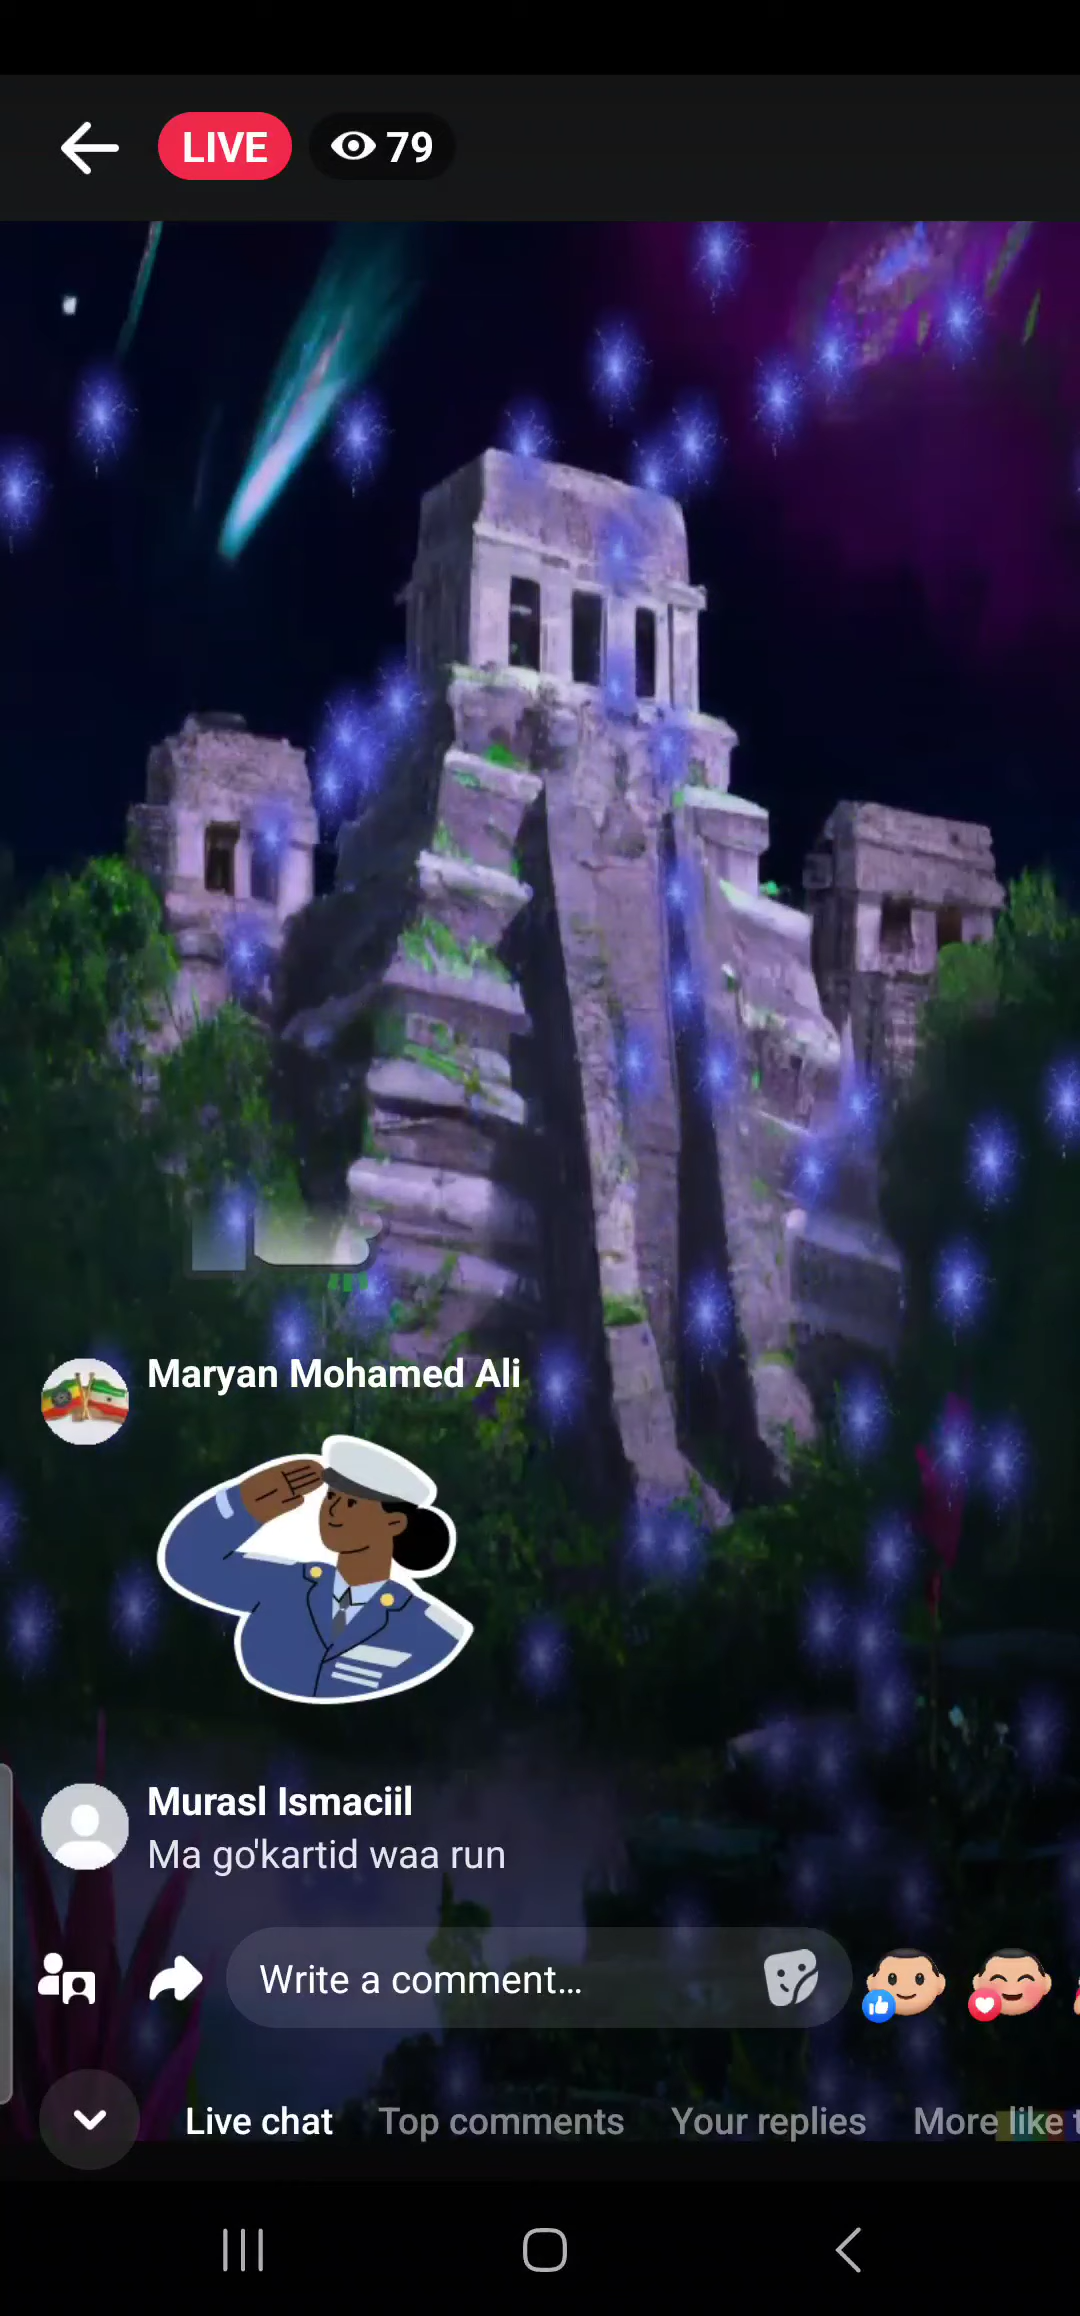 LIVE 79
Maryan Mohamed Ali
Murasl Ismaciil
Ma go'kartid waa run
Write a comment...
Live chat Top comments Your replies More like